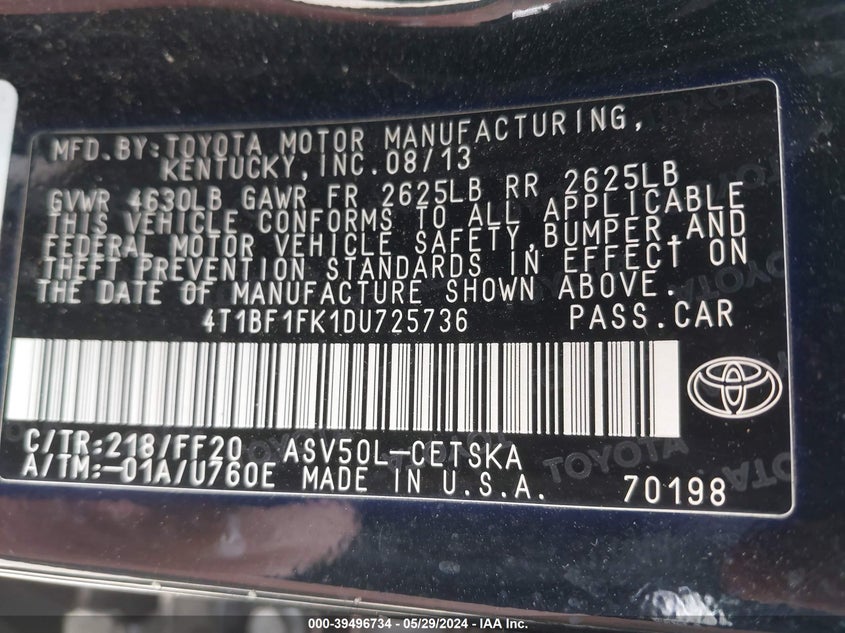 MFD.BY:TOYOTA MOTOR MANUFACTURING,
KENTUCKY,INC.08/13
GVWR 4630LB GAWR FR 2625LB RR 2625LB
THIS VEHICLE CONFORMS TO ALL APPLICABLE
FEDERAL MOTOR VEHICLE SAFETY,BUMPER,AND
THEFT PREVENTION STANDARDS IN EFFECT ON
THE DATE OF MANUFACTURE SHOWN ABOVE.
4T1BF1FK1DU725736 PASS.CAR
C/TR:218/FF20 ASV50L-CETSKA
A/TM:-01A/U760E MADE IN U.S.A. 70198
TOYOTA
000-39496734 - 05/29/2024 - IAA Inc.